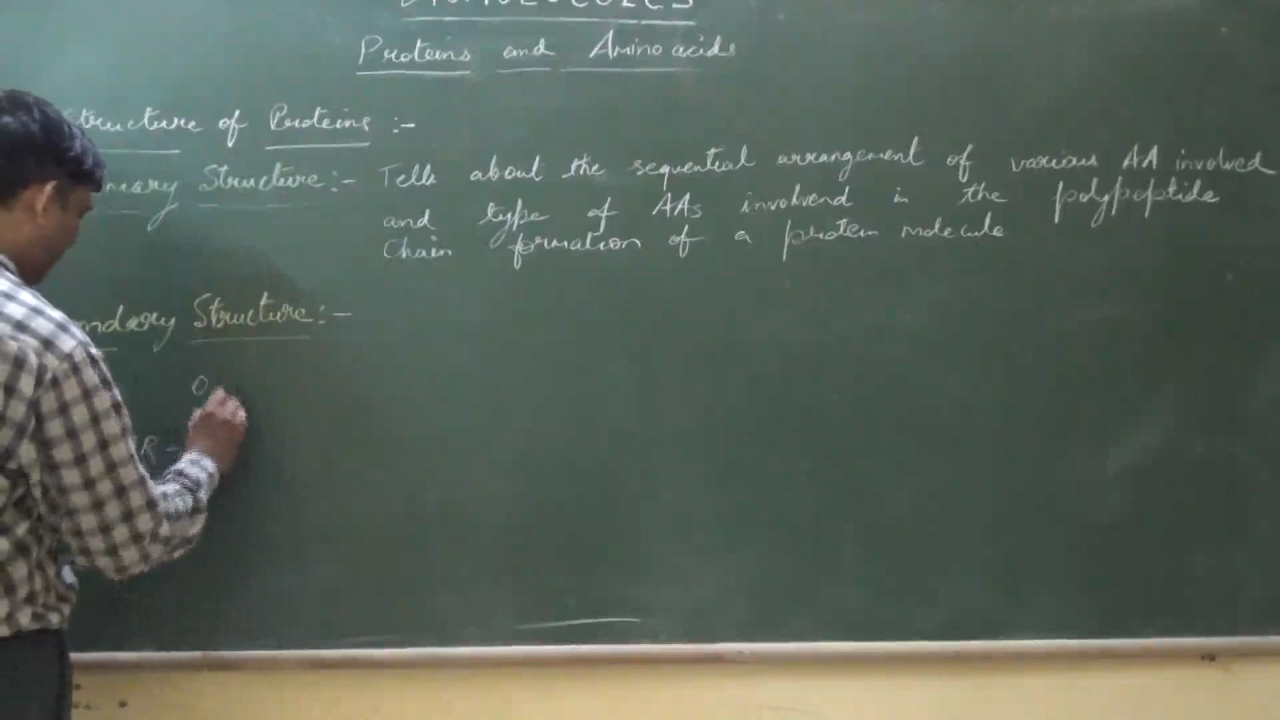 Proteins and Amino acids
Structure of Proteins :-
Structure :- Tells about the sequential arrangement of various AA involved
and type of AAs involvend in the polypeptide
Chain formation of a protein molecule
Structure :-
O
R -